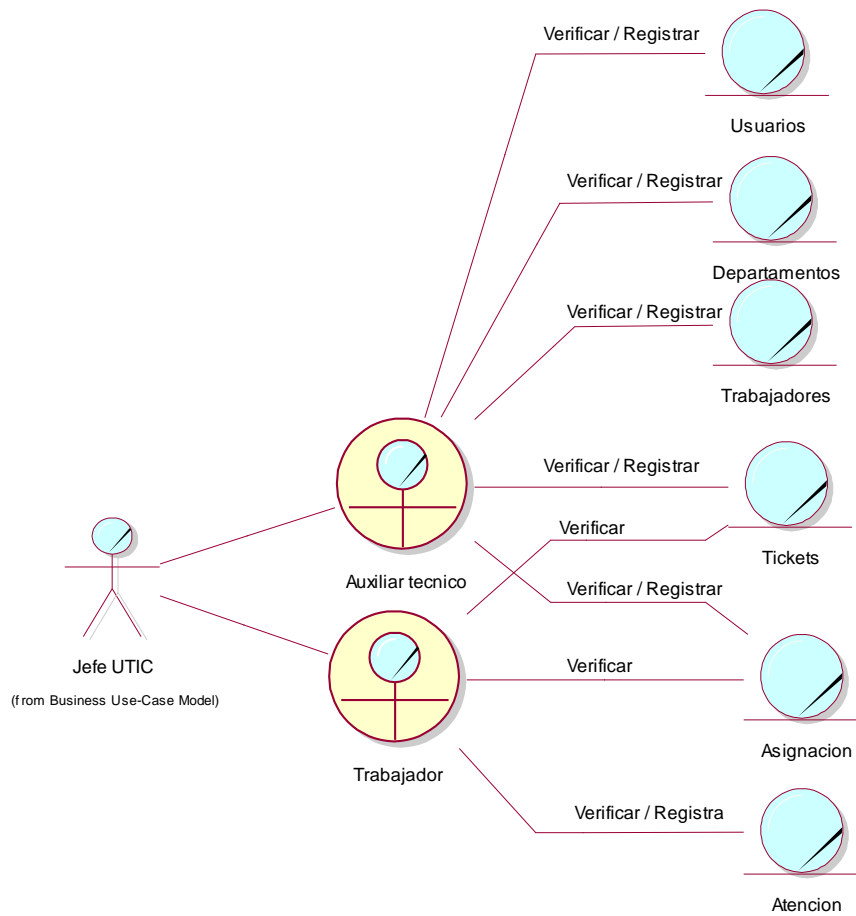 Verificar / Registrar
Usuarios
Verificar / Registrar
Departamentos
Verificar / Registrar
Trabajadores
Verificar / Registrar
Tickets
Verificar
Auxiliar tecnico
Verificar / Registrar
Jefe UTIC
(from Business Use-Case Model)
Verificar
Asignacion
Trabajador
Verificar / Registra
Atencion